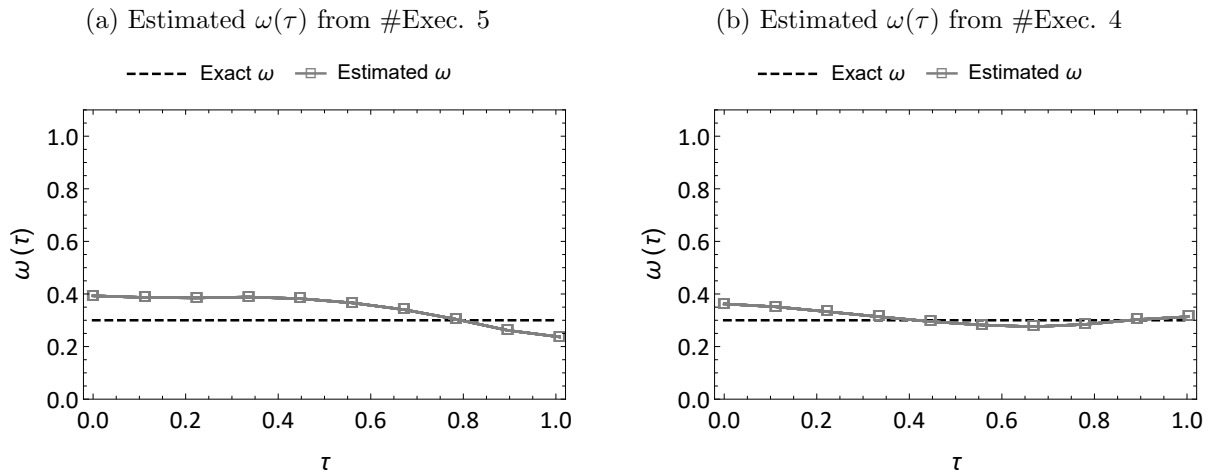 (a) Estimated ω(τ) from #Exec. 5
Exact ω Estimated ω
1.0
0.8
0.6
0.4
0.2
0.0
ω(τ)
0.0 0.2 0.4 0.6 0.8 1.0
τ
(b) Estimated ω(τ) from #Exec. 4
Exact ω Estimated ω
1.0
0.8
0.6
0.4
0.2
0.0
ω(τ)
0.0 0.2 0.4 0.6 0.8 1.0
τ